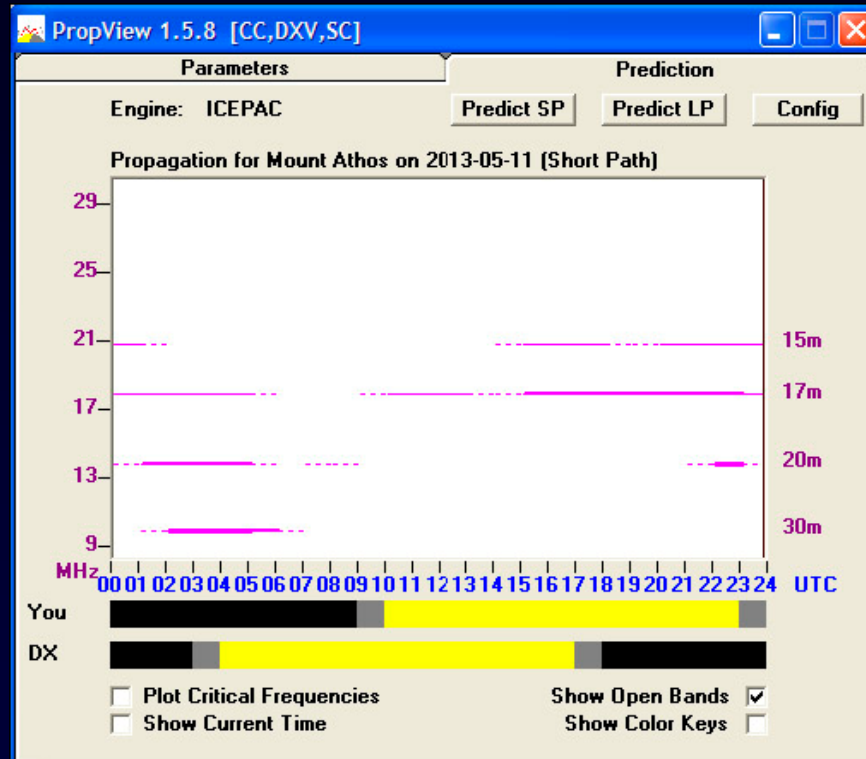 PropView 1.5.8 [CC,DXV,SC]
Parameters Prediction
Engine: ICEPAC Predict SP Predict LP Config
Propagation for Mount Athos on 2013-05-11 (Short Path)
29
25
21 15m
17 17m
13 20m
9 30m
MHz
00 01 02 03 04 05 06 07 08 09 10 11 12 13 14 15 16 17 18 19 20 21 22 23 24 UTC
You
DX
Plot Critical Frequencies Show Open Bands
Show Current Time Show Color Keys